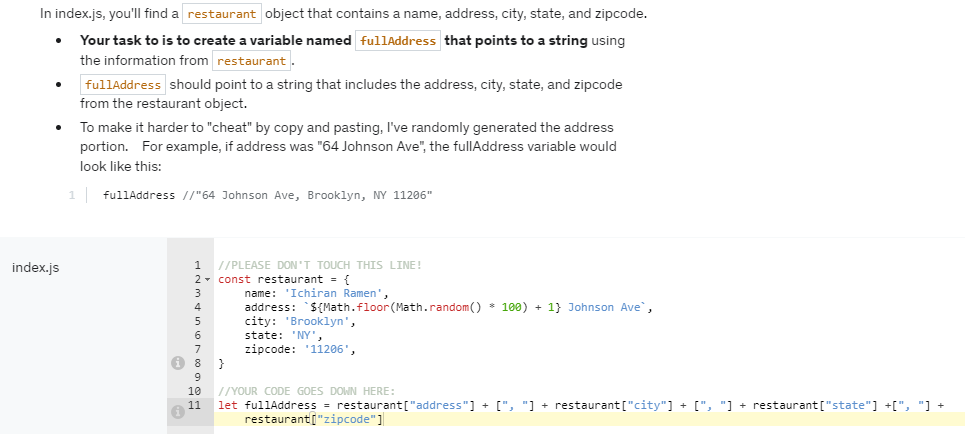 In index.js, you'll find a restaurant object that contains a name, address, city, state, and zipcode.
• Your task to is to create a variable named fullAddress that points to a string using
the information from restaurant.
• fullAddress should point to a string that includes the address, city, state, and zipcode
from the restaurant object.
• To make it harder to "cheat" by copy and pasting, I've randomly generated the address
portion. For example, if address was "64 Johnson Ave", the fullAddress variable would
look like this:
1 fullAddress //"64 Johnson Ave, Brooklyn, NY 11206"
index.js
1 //PLEASE DON'T TOUCH THIS LINE!
2 const restaurant = {
3 name: 'Ichiran Ramen',
4 address: `${Math.floor(Math.random() * 100) + 1} Johnson Ave`,
5 city: 'Brooklyn',
6 state: 'NY',
7 zipcode: '11206',
8 }
9
10 //YOUR CODE GOES DOWN HERE:
11 let fullAddress = restaurant["address"] + [", "] + restaurant["city"] + [", "] + restaurant["state"] +[", "] +
restaurant["zipcode"]